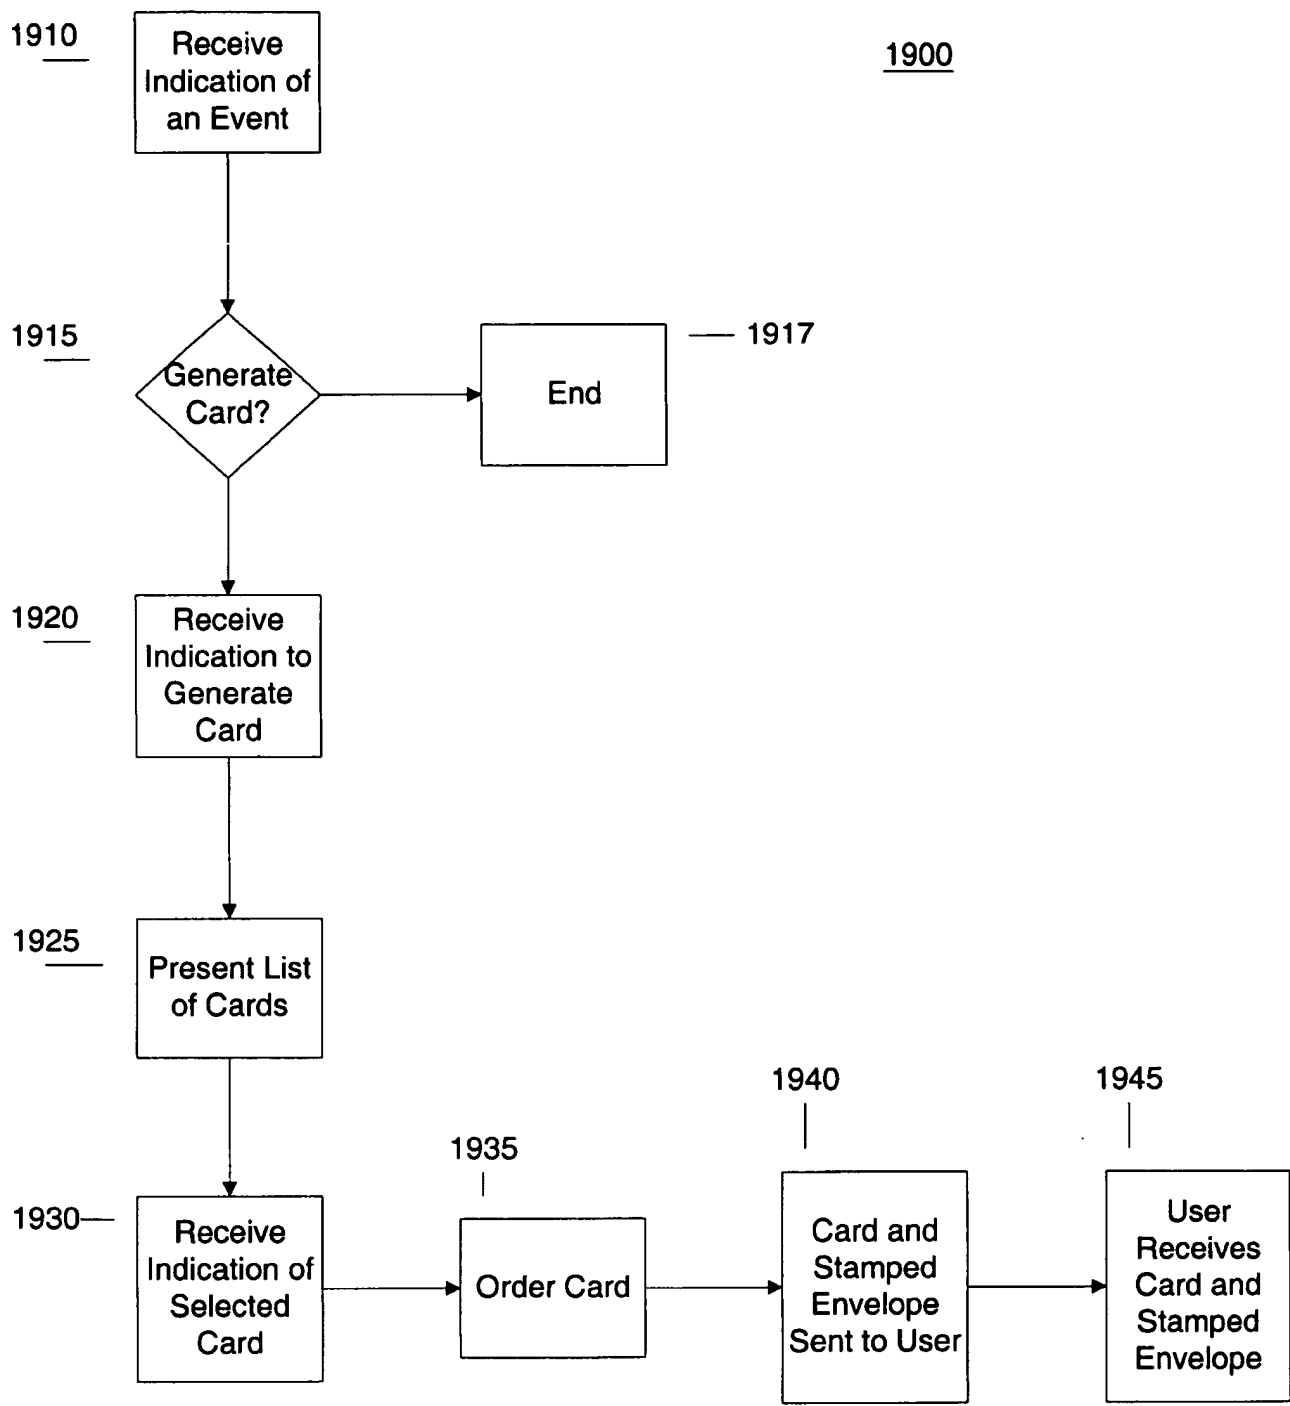 1910
Receive
Indication of
an Event
1900
1915
Generate
Card?
End
1917
1920
Receive
Indication to
Generate
Card
1925
Present List
of Cards
1930
Receive
Indication of
Selected
Card
1935
Order Card
1940
Card and
Stamped
Envelope
Sent to User
1945
User
Receives
Card and
Stamped
Envelope